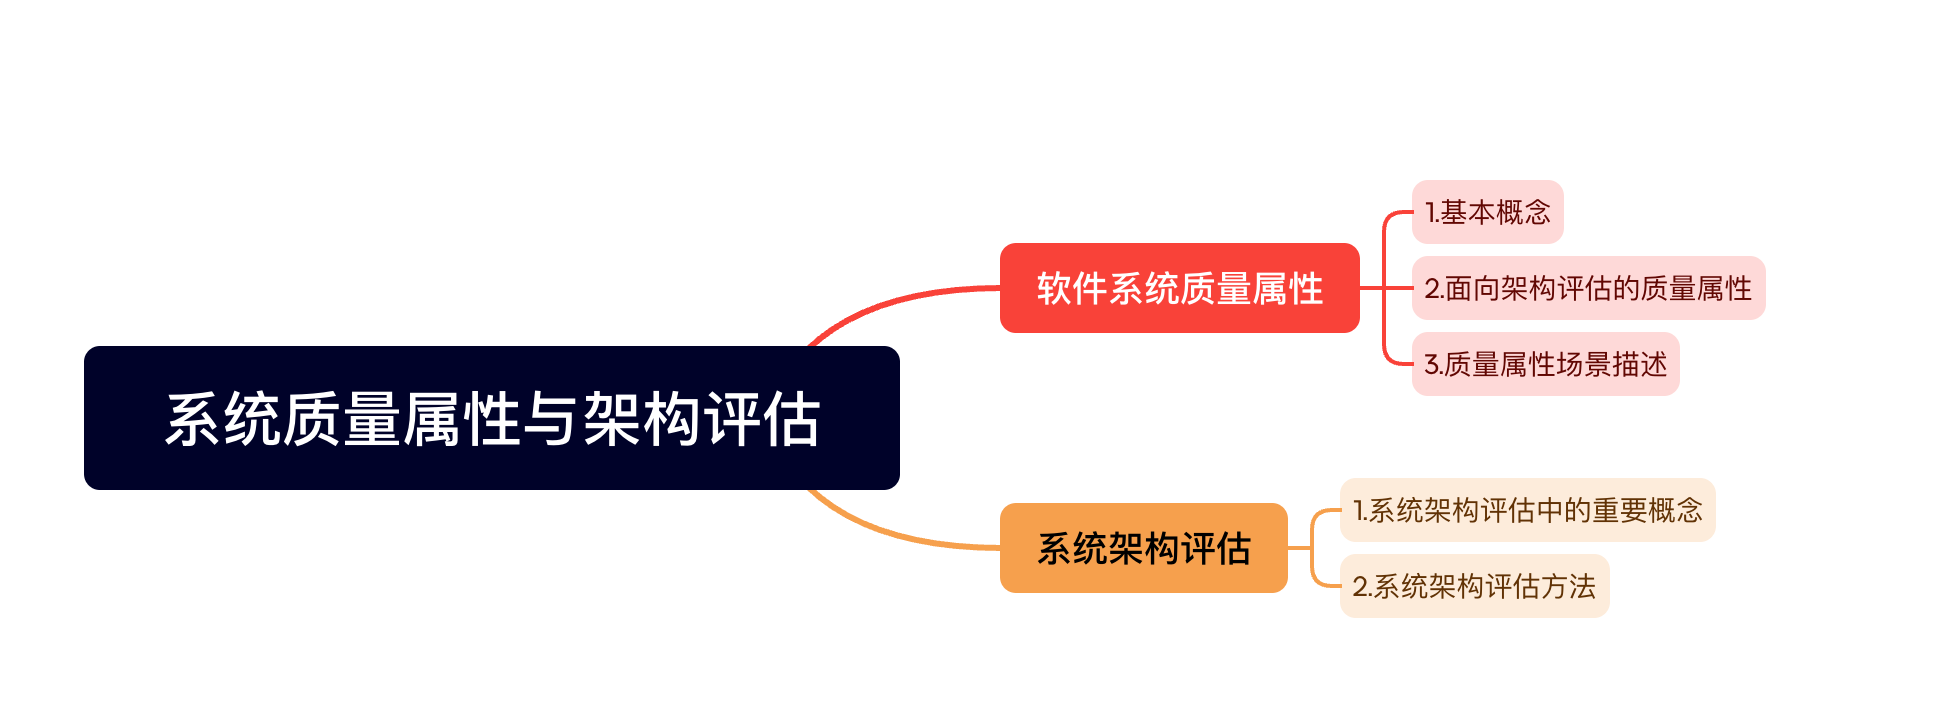 系统质量属性与架构评估
软件系统质量属性
1.基本概念
2.面向架构评估的质量属性
3.质量属性场景描述
系统架构评估
1.系统架构评估中的重要概念
2.系统架构评估方法